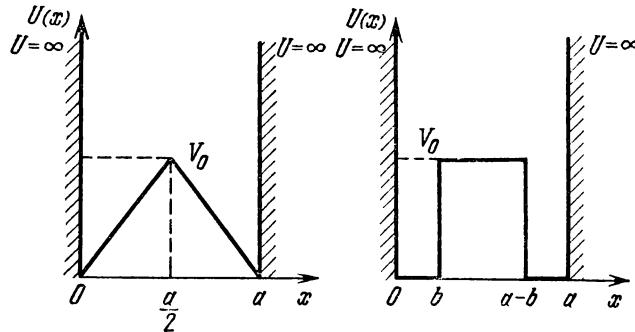 U(x)
U=∞
U=∞
V₀
0
a/2
a
x
U(x)
U=∞
U=∞
V₀
0
b
a-b
a
x